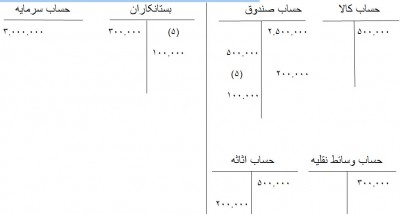 حساب کالا
۵۰۰،۰۰۰
حساب صندوق
۲،۵۰۰،۰۰۰
۵۰۰،۰۰۰
۲۰۰،۰۰۰
(۵)
۱۰۰،۰۰۰
بستانکاران
۳۰۰،۰۰۰
(۵)
۱۰۰،۰۰۰
حساب سرمایه
۳،۰۰۰،۰۰۰
حساب وسائط نقلیه
۳۰۰،۰۰۰
حساب اثاثه
۵۰۰،۰۰۰
۲۰۰،۰۰۰